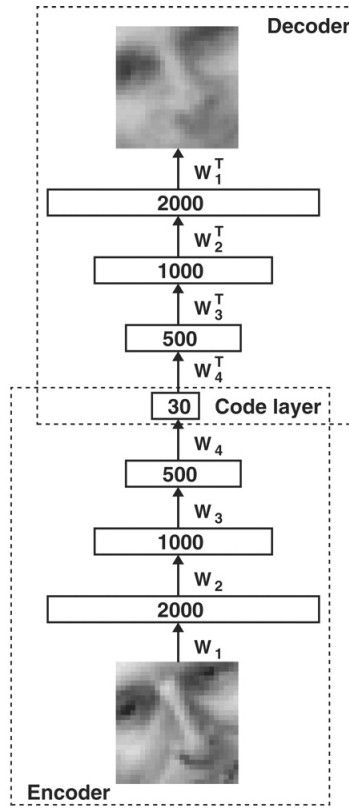 Decoder
W₁ᵀ
2000
W₂ᵀ
1000
W₃ᵀ
500
W₄ᵀ
30 Code layer
W₄
500
W₃
1000
W₂
2000
W₁
Encoder